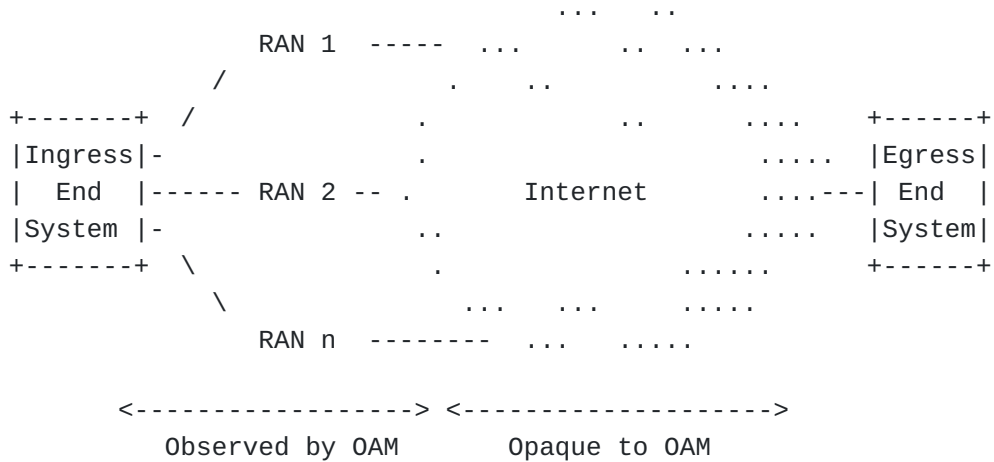 RAN 1
Ingress Egress
End RAN 2 Internet End
System System
RAN n
Observed by OAM Opaque to OAM